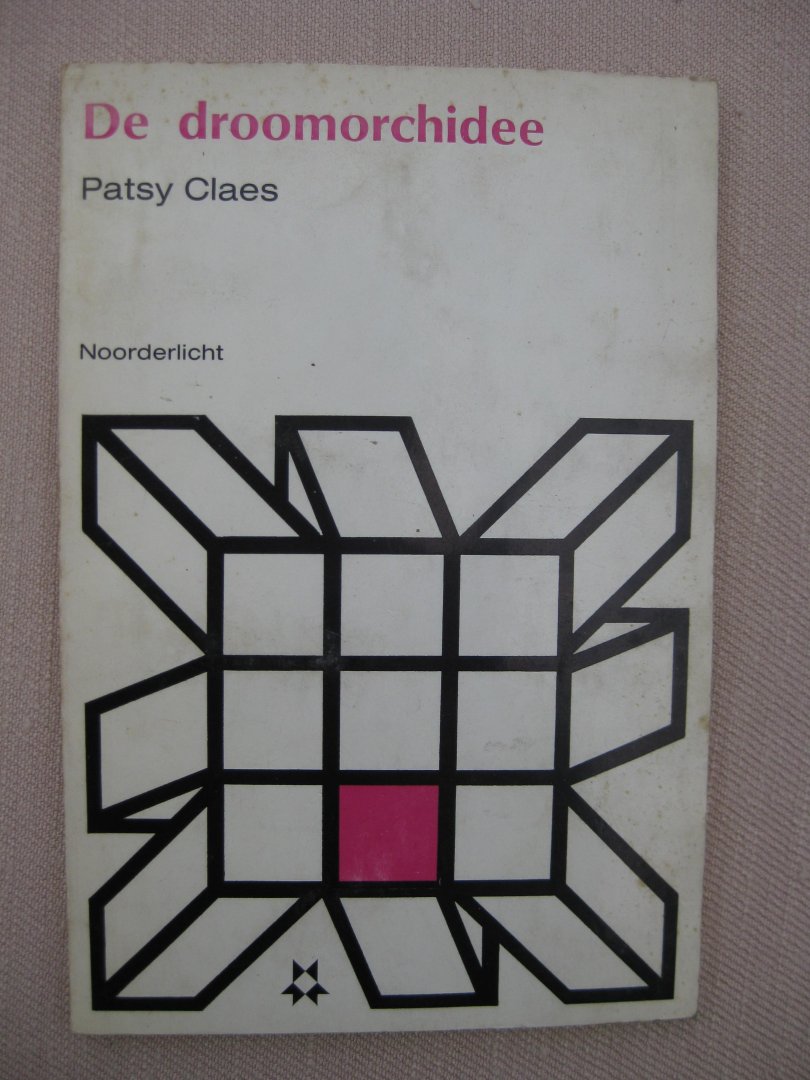 De droomorchidee
Patsy Claes
Noorderlicht